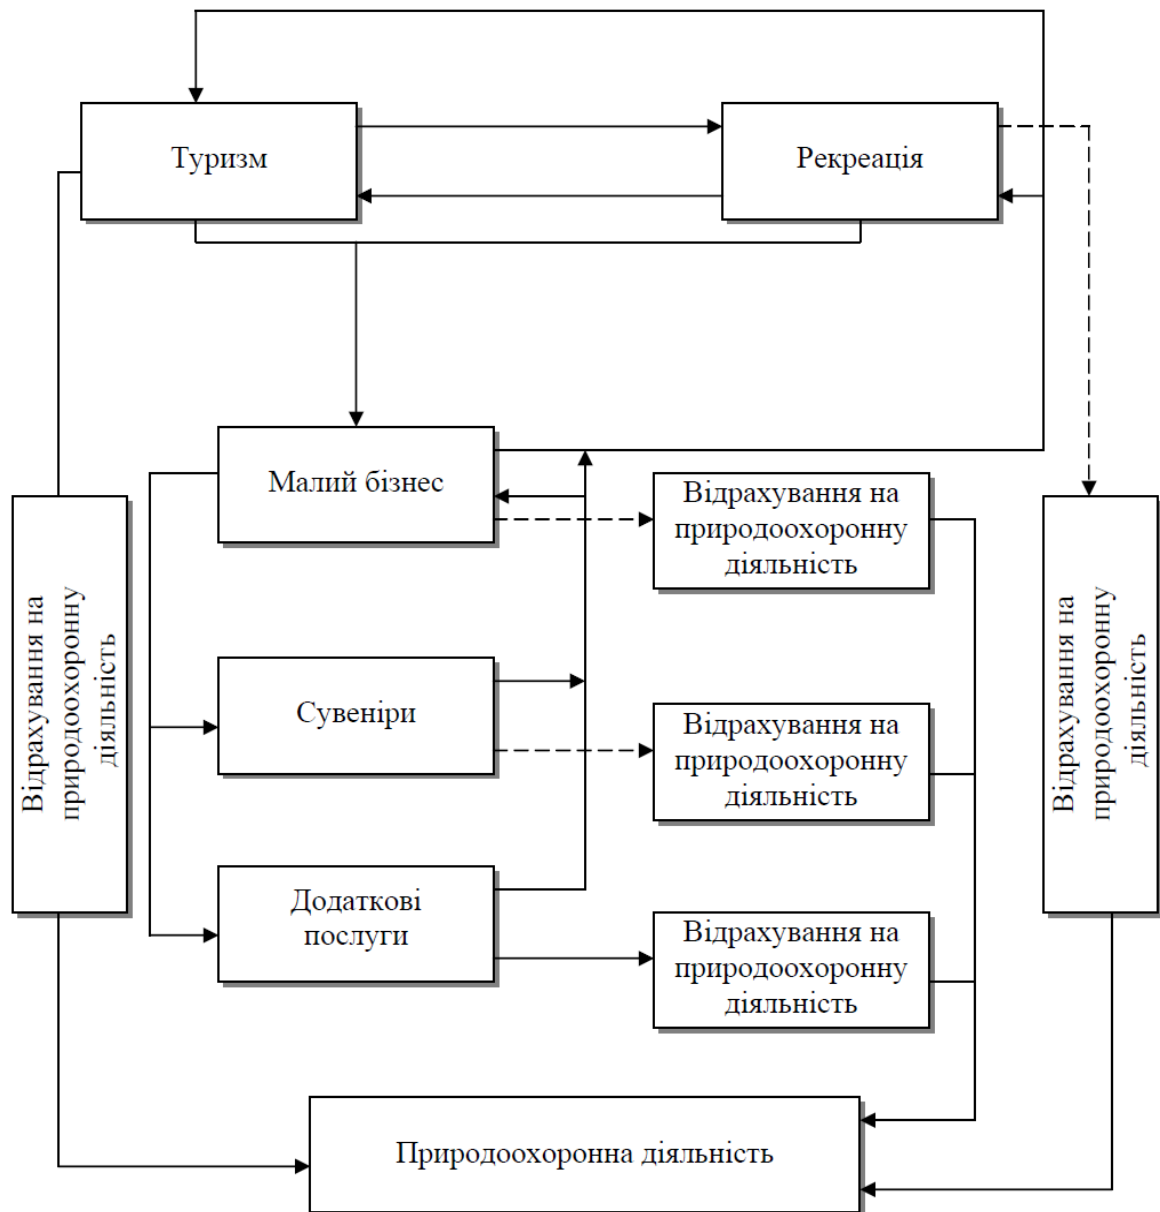 Туризм
Рекреація
Малий бізнес
Відрахування на
природоохоронну
діяльність
Відрахування на
природоохоронну
діяльність
Відрахування на
природоохоронну
діяльність
Сувеніри
Відрахування на
природоохоронну
діяльність
Додаткові
послуги
Відрахування на
природоохоронну
діяльність
Природоохоронна діяльність